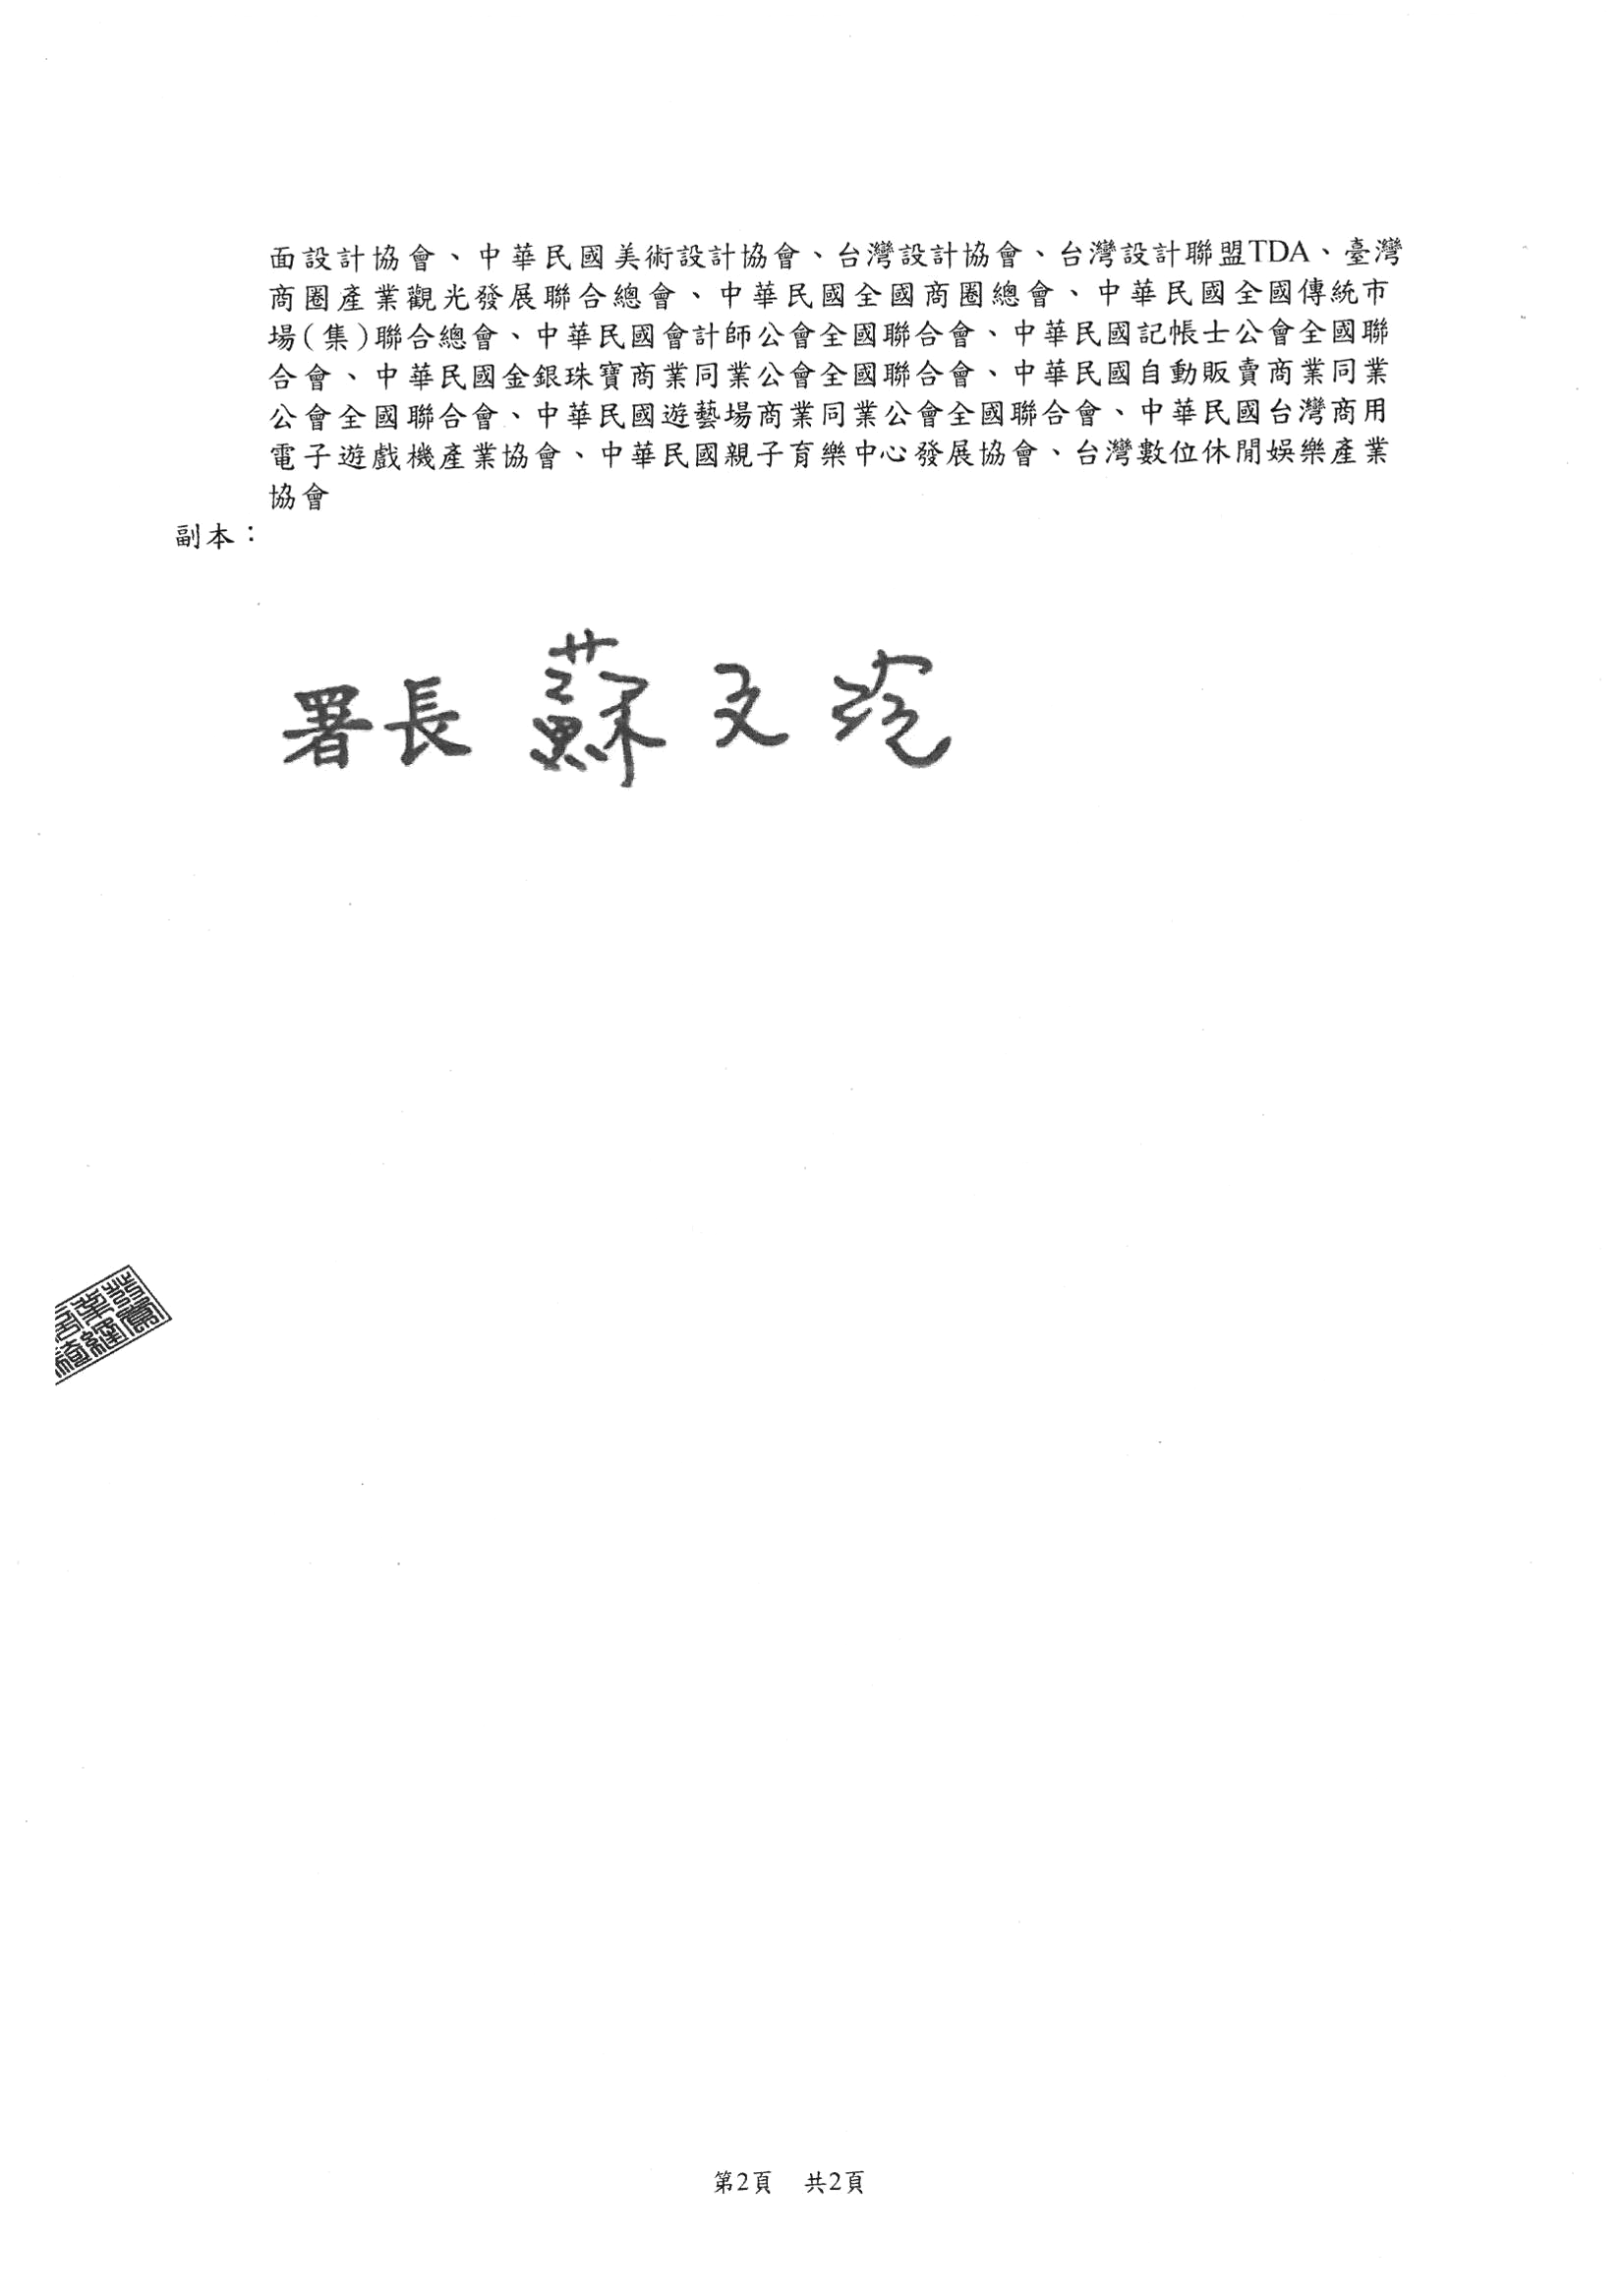 面設計協會、中華民國美術設計協會、台灣設計協會、台灣設計聯盟TDA、臺灣
商圈產業觀光發展聯合總會、中華民國全國商圈總會、中華民國全國傳統市
場(集)聯合總會、中華民國會計師公會全國聯合會、中華民國記帳士公會全國聯
合會、中華民國金銀珠寶商業同業公會全國聯合會、中華民國自動販賣商業同業
公會全國聯合會、中華民國遊藝場商業同業公會全國聯合會、中華民國台灣商用
電子遊戲機產業協會、中華民國親子育樂中心發展協會、台灣數位休閒娛樂產業
協會
副本：
署長 蘇文玲
第2頁 共2頁